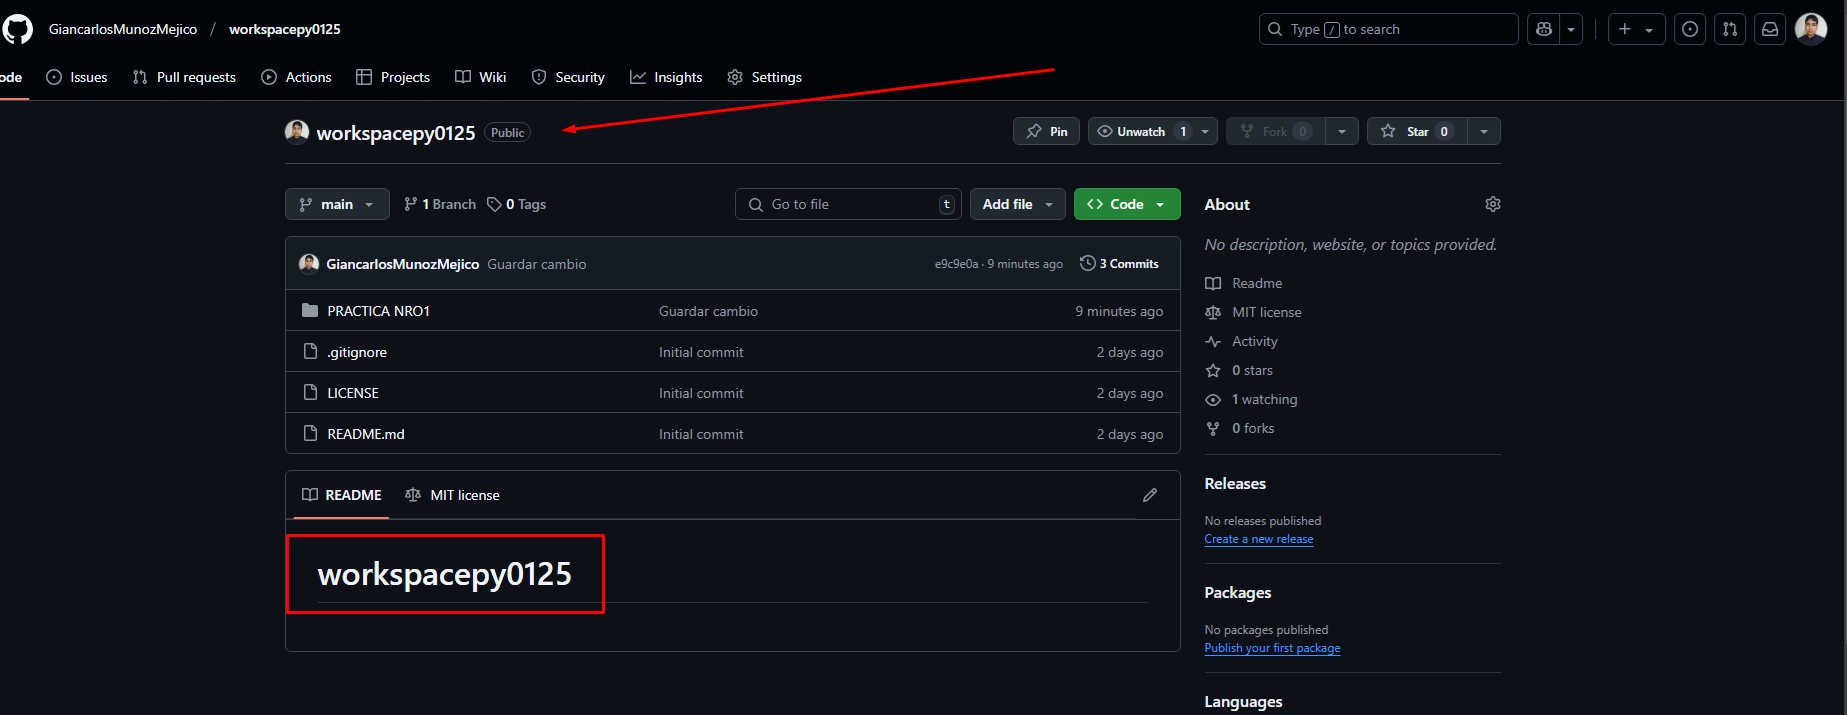 GiancarlosMunozMejico / workspacepy0125
Type / to search
ode Issues Pull requests Actions Projects Wiki Security Insights Settings
workspacepy0125 Public
Pin Unwatch 1 Fork 0 Star 0
main 1 Branch 0 Tags Go to file t Add file Code
GiancarlosMunozMejico Guardar cambio e9c9e0a · 9 minutes ago 3 Commits
PRACTICA NRO1 Guardar cambio 9 minutes ago
.gitignore Initial commit 2 days ago
LICENSE Initial commit 2 days ago
README.md Initial commit 2 days ago
README MIT license
workspacepy0125
About
No description, website, or topics provided.
Readme
MIT license
Activity
0 stars
1 watching
0 forks
Releases
No releases published
Create a new release
Packages
No packages published
Publish your first package
Languages